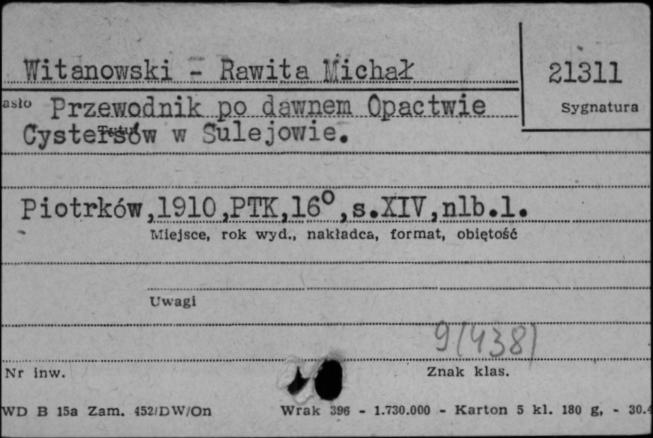 Witanowski - Rawita Michał
21311
asło Przewodnik po dawnem Opactwie
Sygnatura
Cystersów w Sulejowie.
Piotrków,1910,PTK,16°,s.XIV,nlb.1.
Miejsce, rok wyd., nakładca, format, obiętość
Uwagi
9(438)
Nr inw.
Znak klas.
WD B 15a Zam. 452/DW/On Wrak 396 - 1.730.000 - Karton 5 kl. 180 g, - 30.4